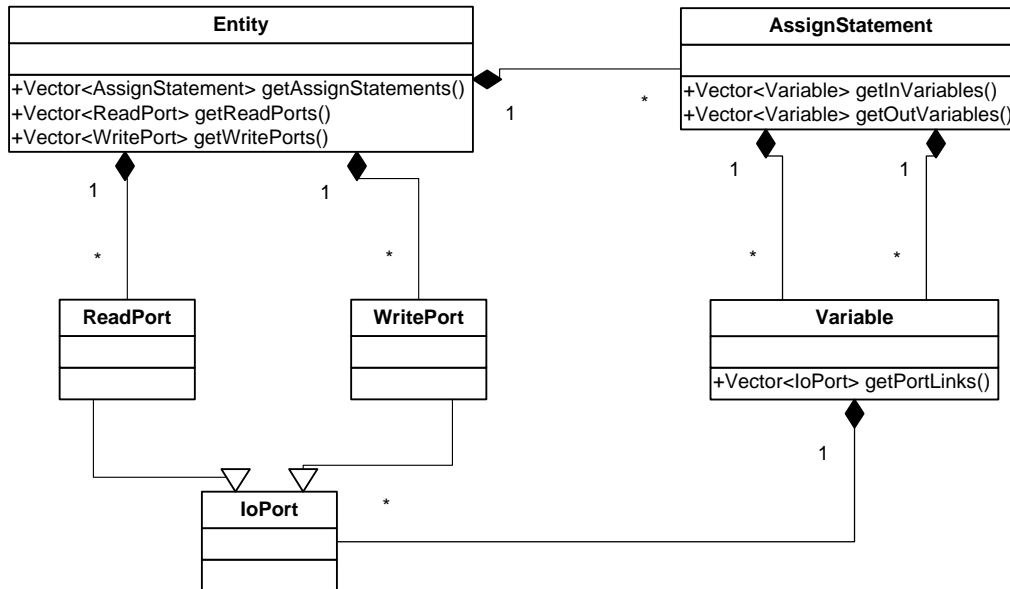 Entity
+Vector<AssignStatement> getAssignStatements()
+Vector<ReadPort> getReadPorts()
+Vector<WritePort> getWritePorts()
AssignStatement
+Vector<Variable> getInVariables()
+Vector<Variable> getOutVariables()
1
*
1
1
1
1
*
*
*
*
ReadPort
WritePort
Variable
+Vector<IoPort> getPortLinks()
1
*
IoPort